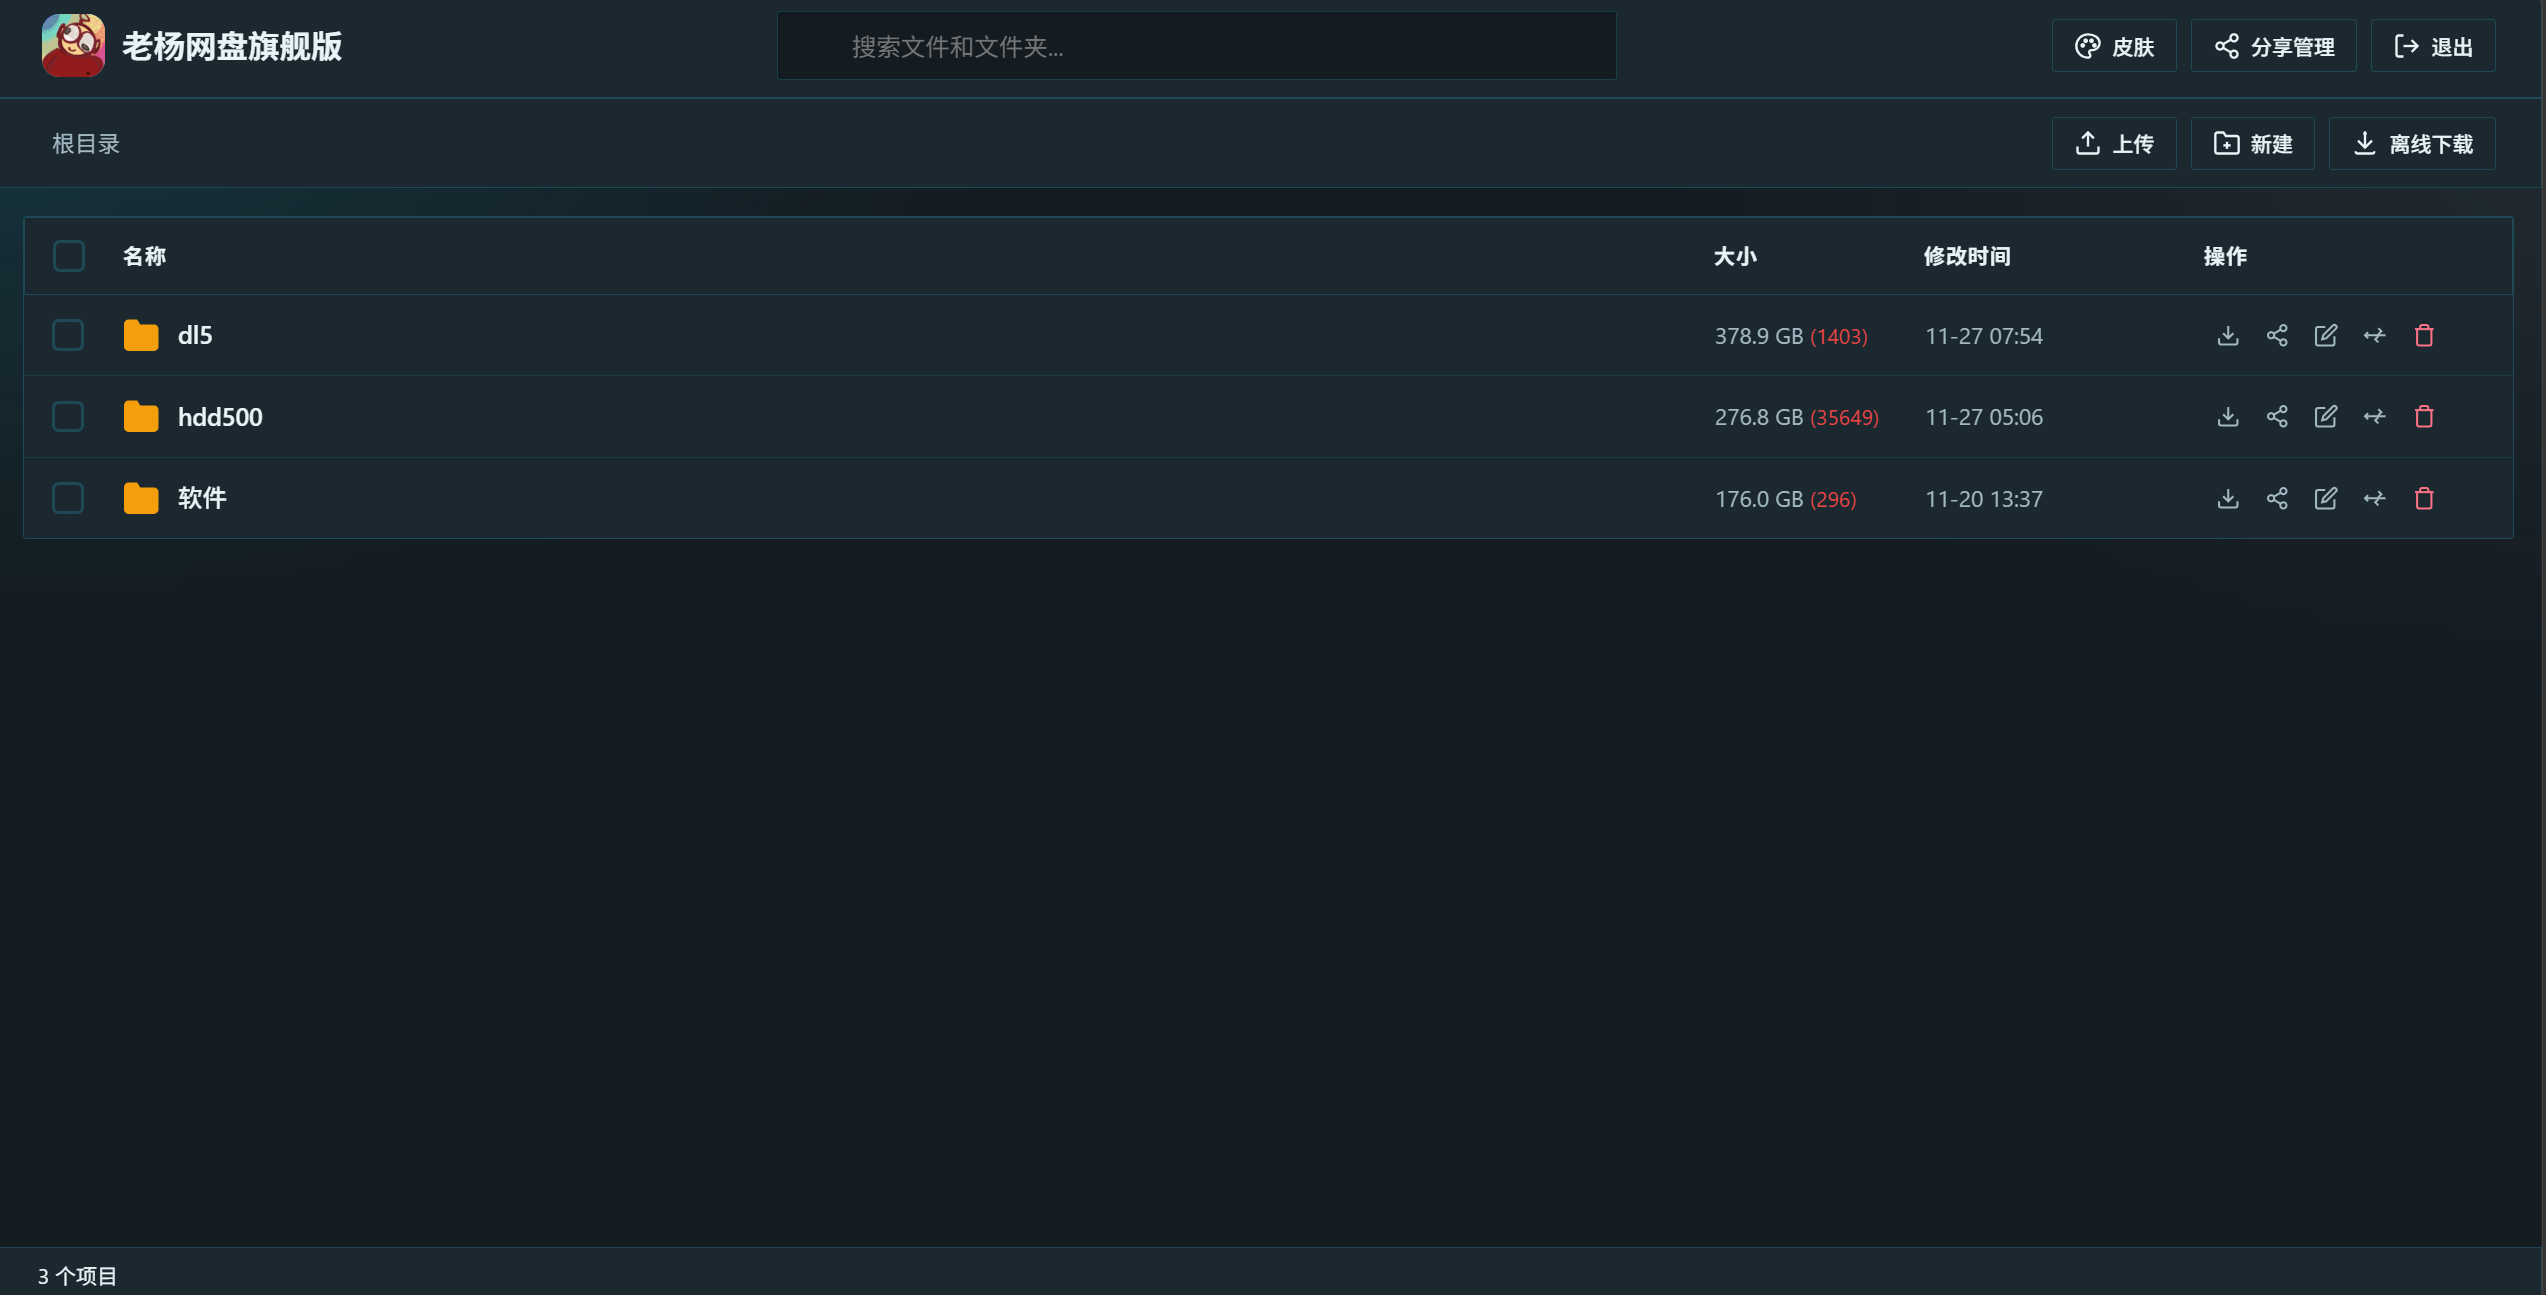 老杨网盘旗舰版
搜索文件和文件夹...
皮肤
分享管理
退出
根目录
上传
新建
离线下载
名称 大小 修改时间 操作
dl5 378.9 GB (1403) 11-27 07:54
hdd500 276.8 GB (35649) 11-27 05:06
软件 176.0 GB (296) 11-20 13:37
3 个项目